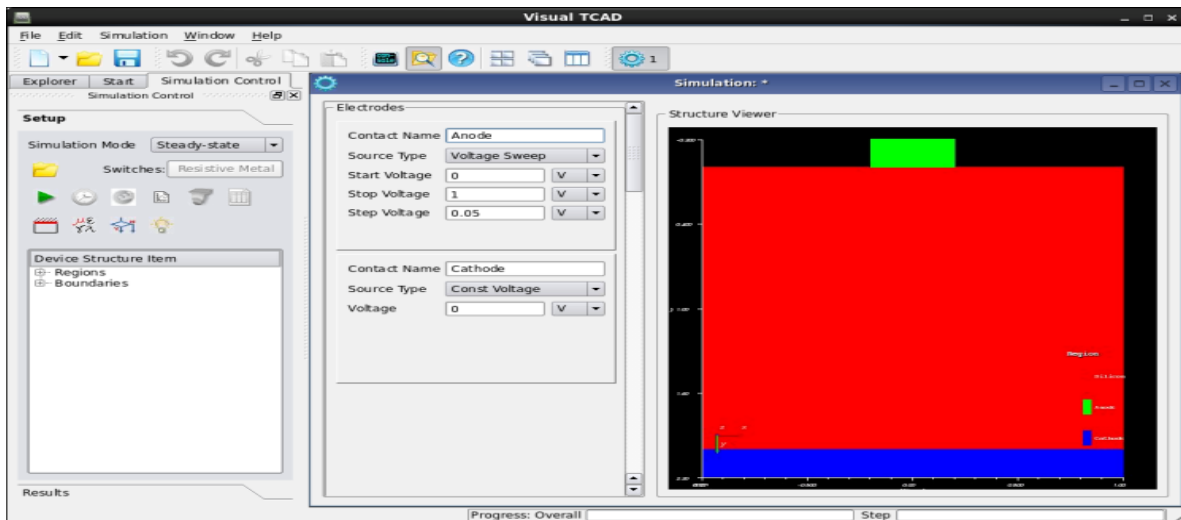 Visual TCAD
File Edit Simulation Window Help
1
Explorer Start Simulation Control
Simulation Control
Setup
Simulation Mode Steady-state
Switches: Resistive Metal
Device Structure Item
Regions
Boundaries
Results
Simulation: *
Electrodes
Contact Name Anode
Source Type Voltage Sweep
Start Voltage 0 V
Stop Voltage 1 V
Step Voltage 0.05 V
Contact Name Cathode
Source Type Const Voltage
Voltage 0 V
Structure Viewer
Region
Anode
Cathode
Progress: Overall Step